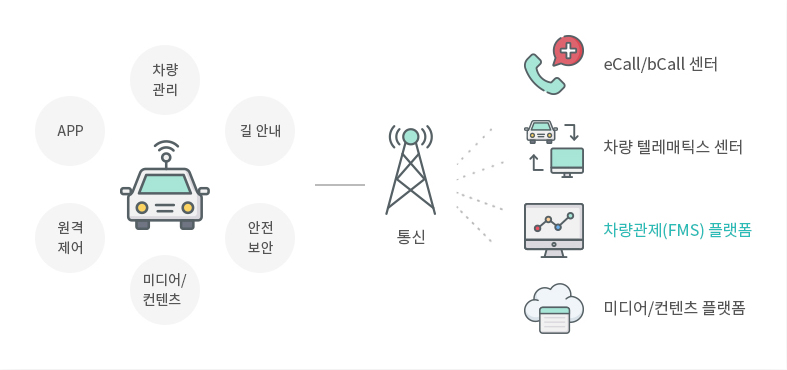 차량
관리
APP
길 안내
원격
제어
안전
보안
미디어/
컨텐츠
통신
eCall/bCall 센터
차량 텔레매틱스 센터
차량관제(FMS) 플랫폼
미디어/컨텐츠 플랫폼